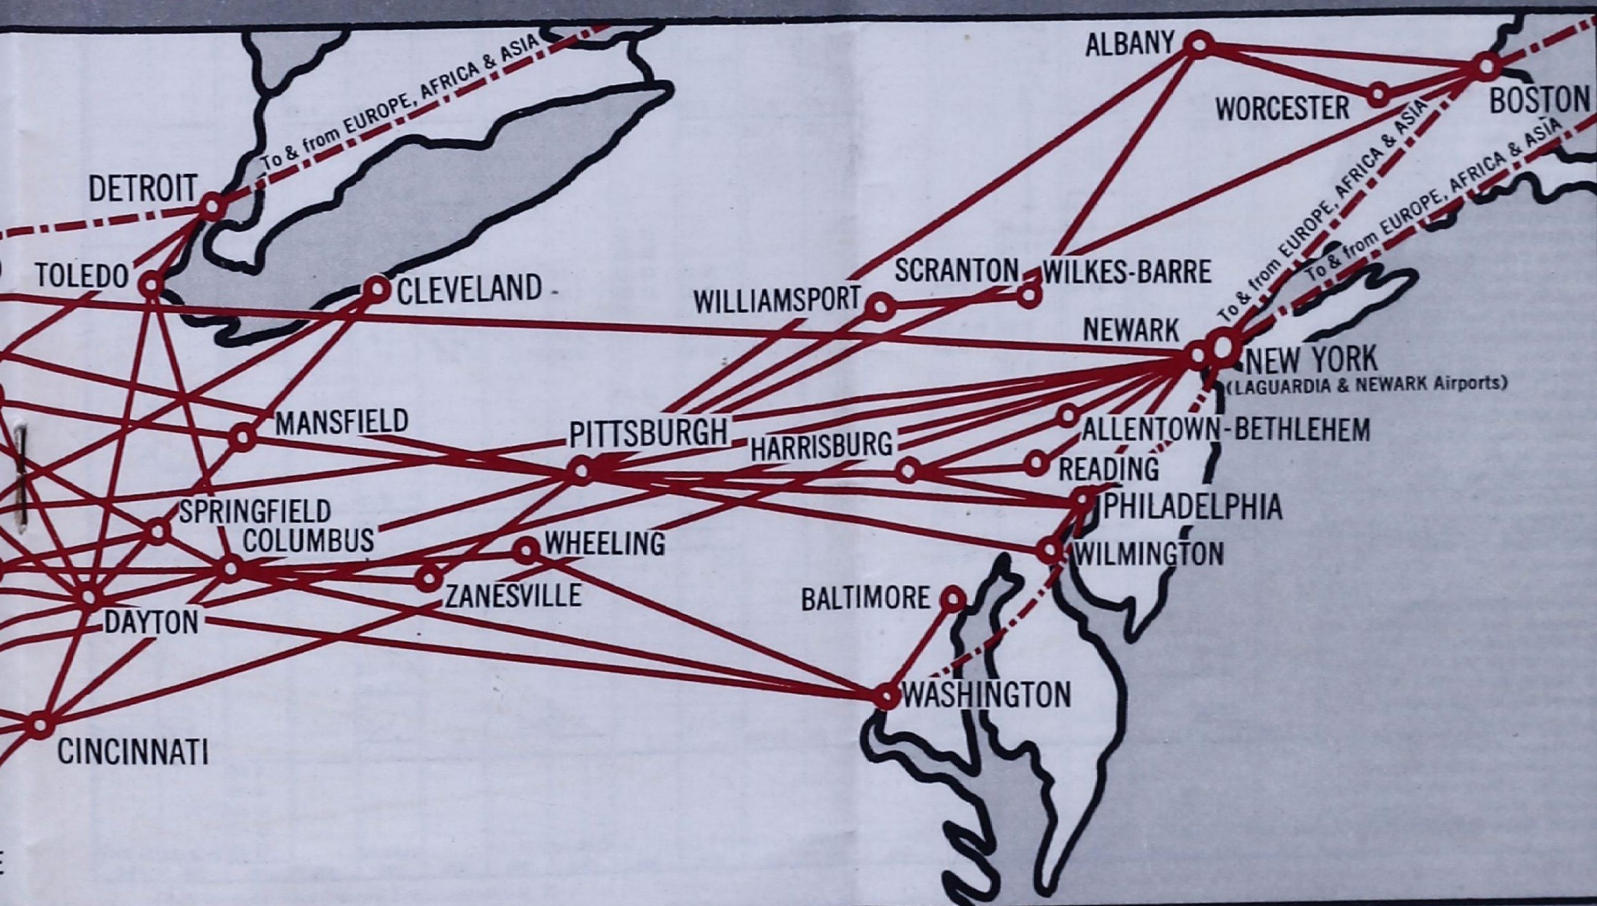 ALBANY
To & from EUROPE, AFRICA & ASIA
WORCESTER
BOSTON
To & from EUROPE, AFRICA & ASIA
To & from EUROPE, AFRICA & ASIA
DETROIT
TOLEDO
CLEVELAND
SCRANTON - WILKES-BARRE
WILLIAMSPORT
NEWARK
NEW YORK
(LAGUARDIA & NEWARK Airports)
MANSFIELD
PITTSBURGH
HARRISBURG
ALLENTOWN-BETHLEHEM
READING
PHILADELPHIA
SPRINGFIELD
COLUMBUS
WHEELING
WILMINGTON
ZANESVILLE
BALTIMORE
DAYTON
WASHINGTON
CINCINNATI